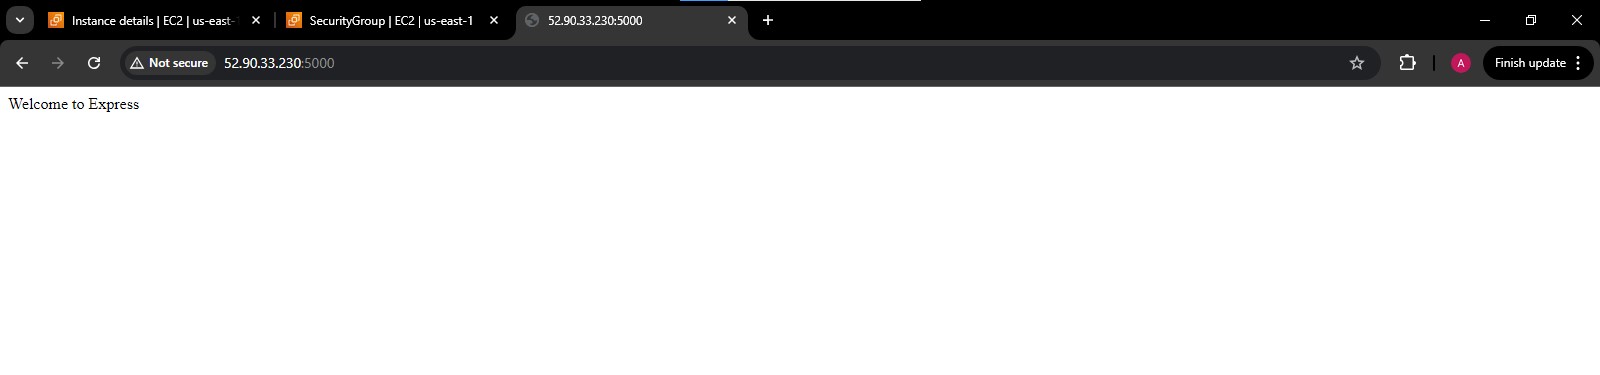 Instance details | EC2 | us-east-1
SecurityGroup | EC2 | us-east-1
52.90.33.230:5000
Not secure
52.90.33.230:5000
A
Finish update
Welcome to Express